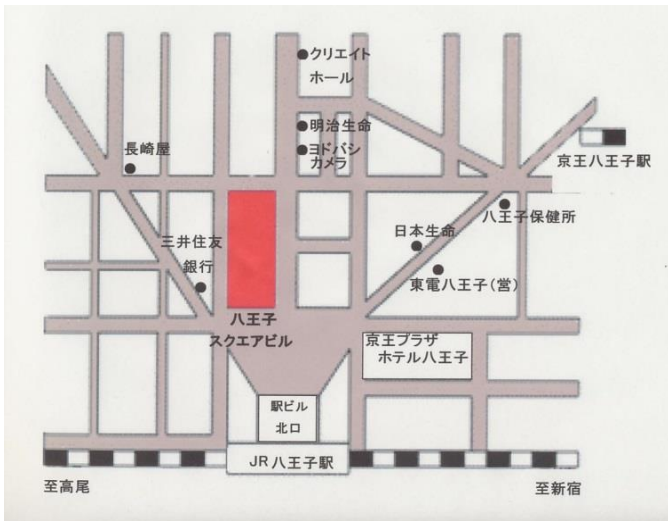 クリエイト
ホール
明治生命
ヨドバシ
カメラ
長崎屋
京王八王子駅
八王子保健所
三井住友
銀行
日本生命
東電八王子(営)
八王子
スクエアビル
京王プラザ
ホテル八王子
駅ビル
北口
JR八王子駅
至高尾
至新宿